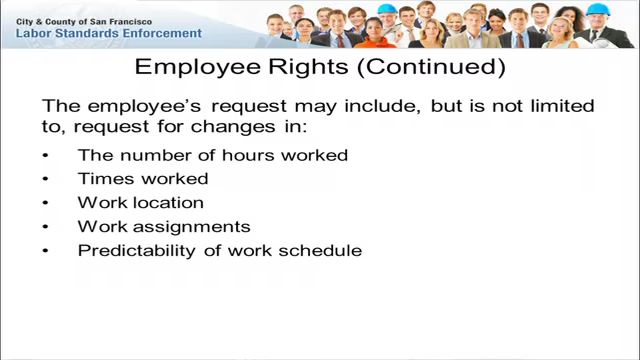 City & County of San Francisco
Labor Standards Enforcement
Employee Rights (Continued)
The employee's request may include, but is not limited
to, request for changes in:
• The number of hours worked
• Times worked
• Work location
• Work assignments
• Predictability of work schedule